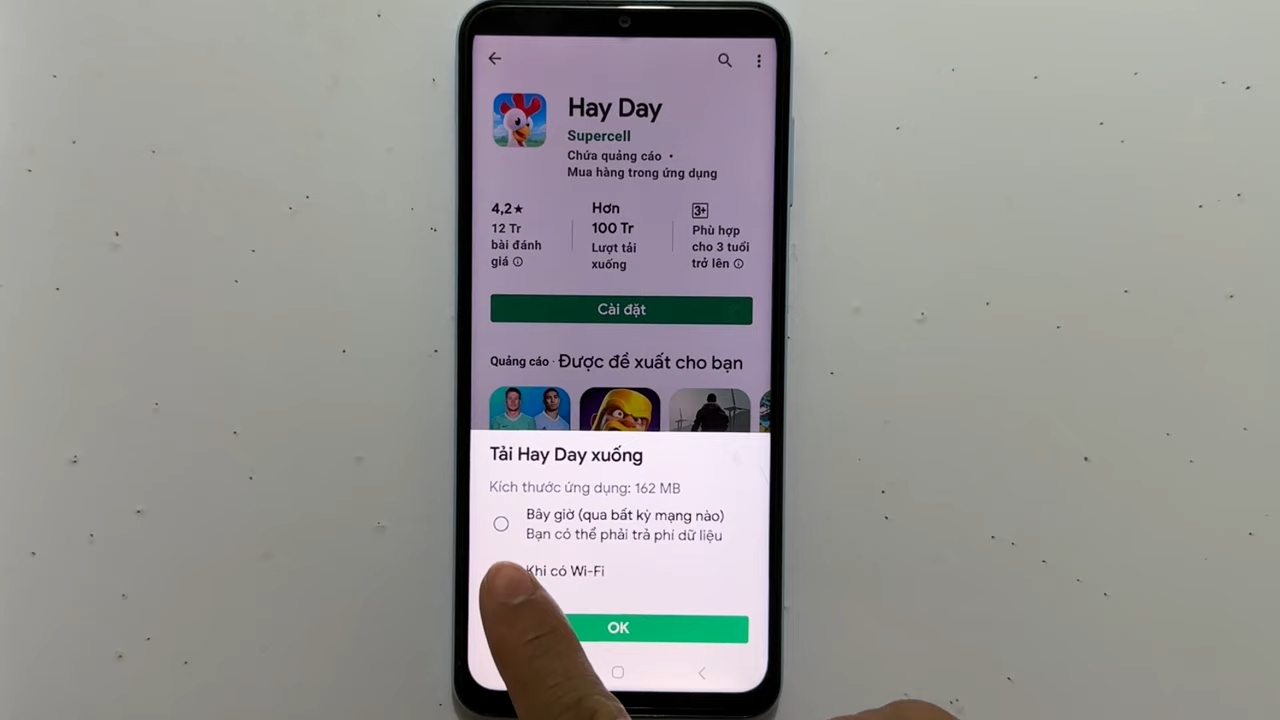 Hay Day
Supercell
Chứa quảng cáo •
Mua hàng trong ứng dụng
4,2★
12 Tr
bài đánh
giá
Hơn
100 Tr
Lượt tải
xuống
3+
Phù hợp
cho 3 tuổi
trở lên
Cài đặt
Quảng cáo · Được đề xuất cho bạn
Tải Hay Day xuống
Kích thước ứng dụng: 162 MB
Bây giờ (qua bất kỳ mạng nào)
Bạn có thể phải trả phí dữ liệu
Khi có Wi-Fi
OK